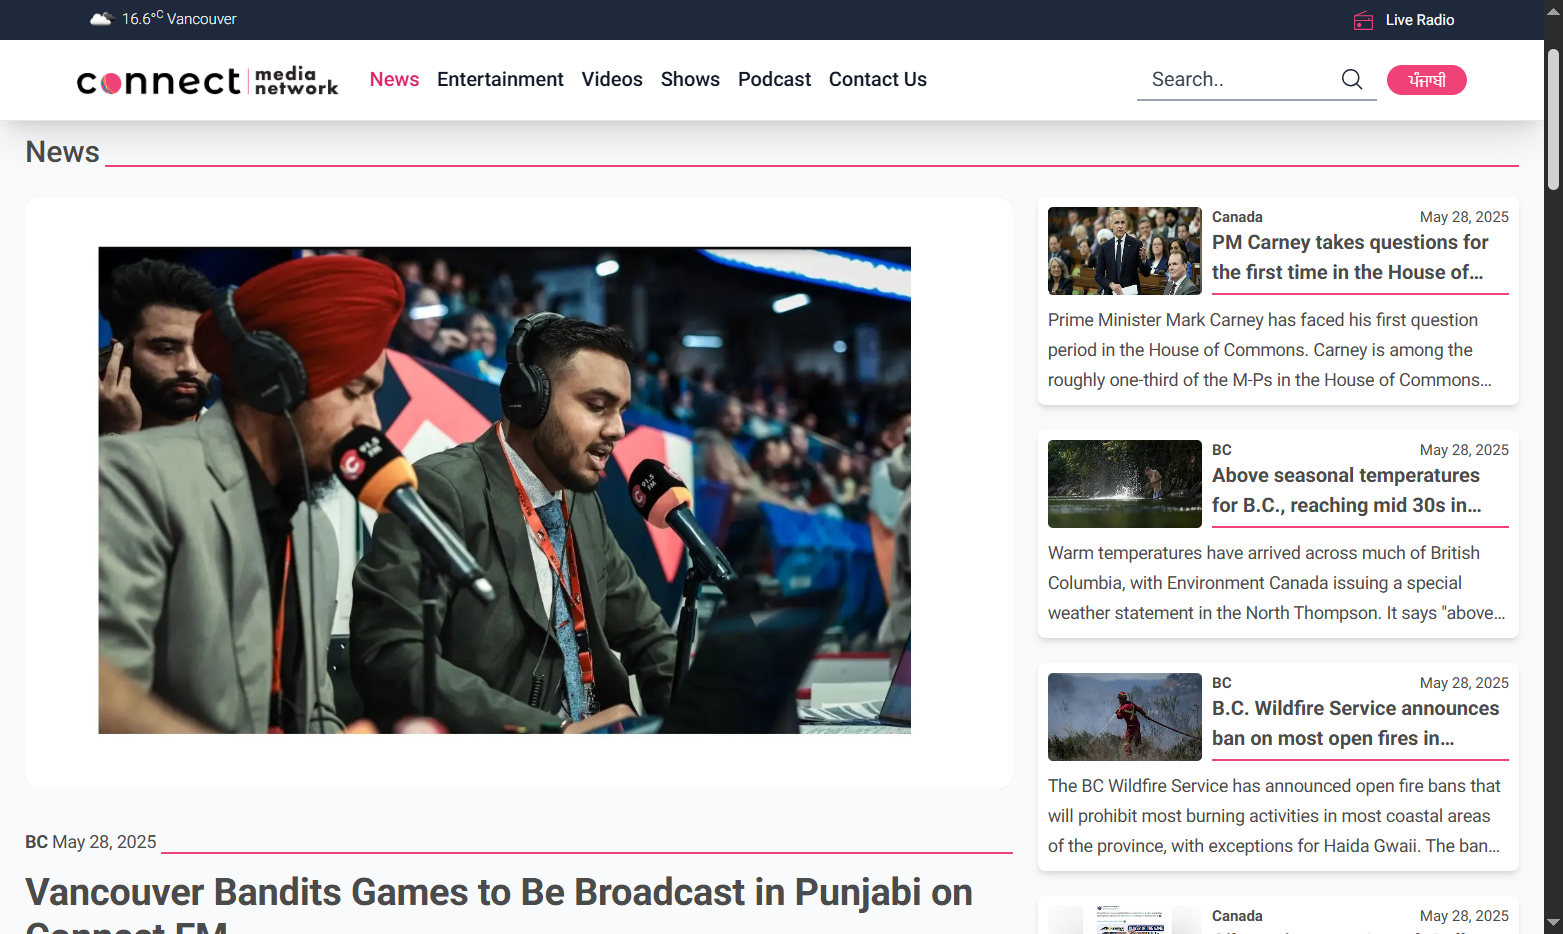 16.6°C Vancouver
Live Radio
connect media network
News Entertainment Videos Shows Podcast Contact Us
Search..
ਪੰਜਾਬੀ
News
91.5 FM
91.5 FM
BC May 28, 2025
Vancouver Bandits Games to Be Broadcast in Punjabi on
Connect FM
Canada May 28, 2025
PM Carney takes questions for
the first time in the House of...
Prime Minister Mark Carney has faced his first question
period in the House of Commons. Carney is among the
roughly one-third of the M-Ps in the House of Commons...
BC May 28, 2025
Above seasonal temperatures
for B.C., reaching mid 30s in...
Warm temperatures have arrived across much of British
Columbia, with Environment Canada issuing a special
weather statement in the North Thompson. It says "above...
BC May 28, 2025
B.C. Wildfire Service announces
ban on most open fires in...
The BC Wildfire Service has announced open fire bans that
will prohibit most burning activities in most coastal areas
of the province, with exceptions for Haida Gwaii. The ban...
Canada May 28, 2025